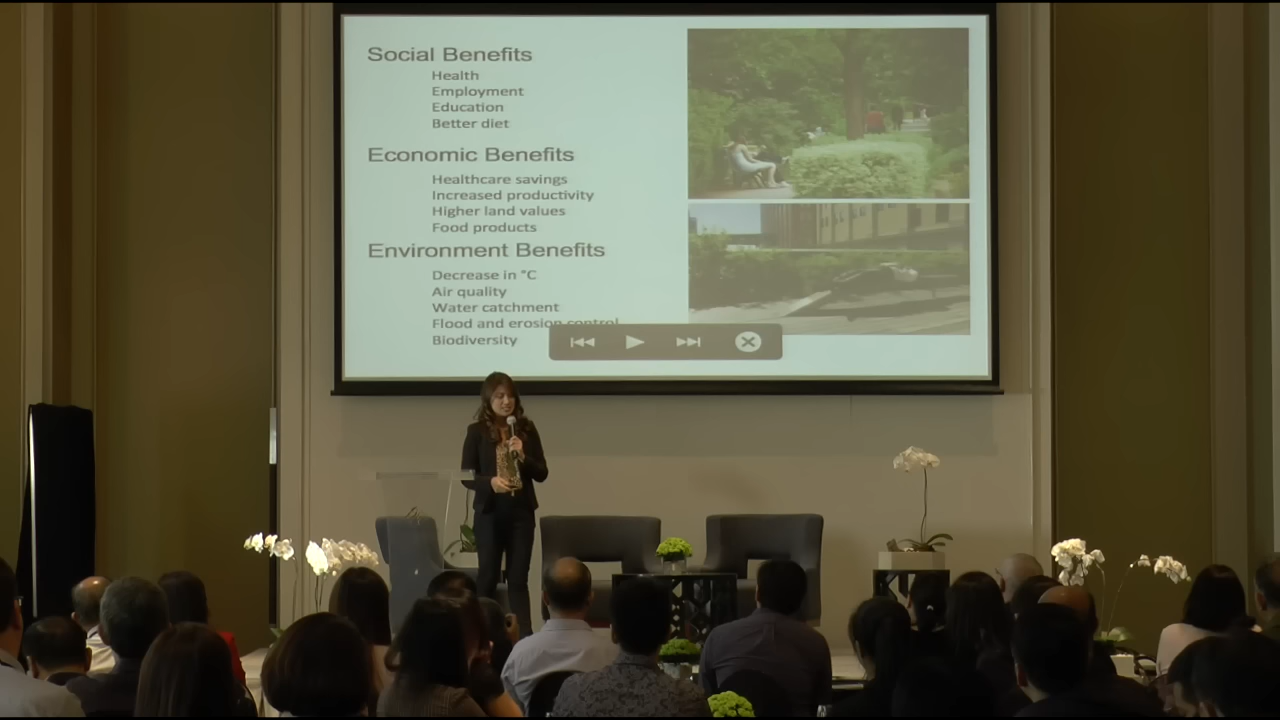 Social Benefits
Health
Employment
Education
Better diet
Economic Benefits
Healthcare savings
Increased productivity
Higher land values
Food products
Environment Benefits
Decrease in °C
Air quality
Water catchment
Flood and erosion control
Biodiversity